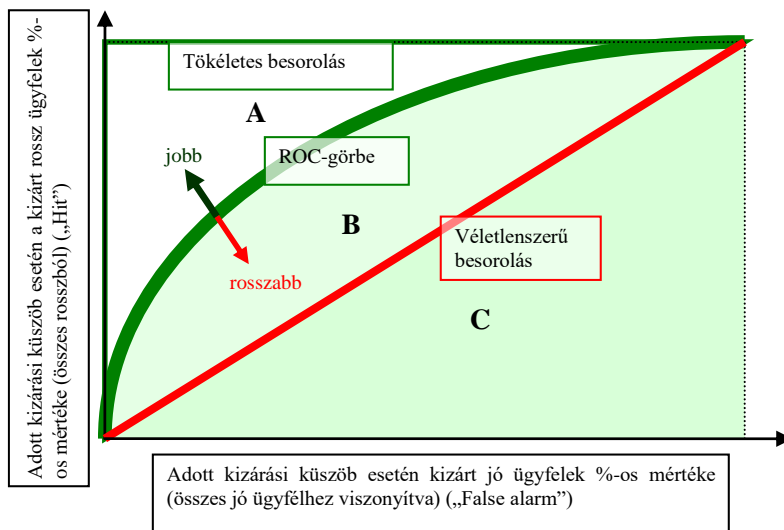 Adott kizárási küszöb esetén a kizárt rossz ügyfelek %-
os mértéke (összes rosszból) („Hit”)
Tökéletes besorolás
A
jobb
ROC-görbe
B
Véletlenszerű
besorolás
rosszabb
C
Adott kizárási küszöb esetén kizárt jó ügyfelek %-os mértéke
(összes jó ügyfélhez viszonyítva) („False alarm”)